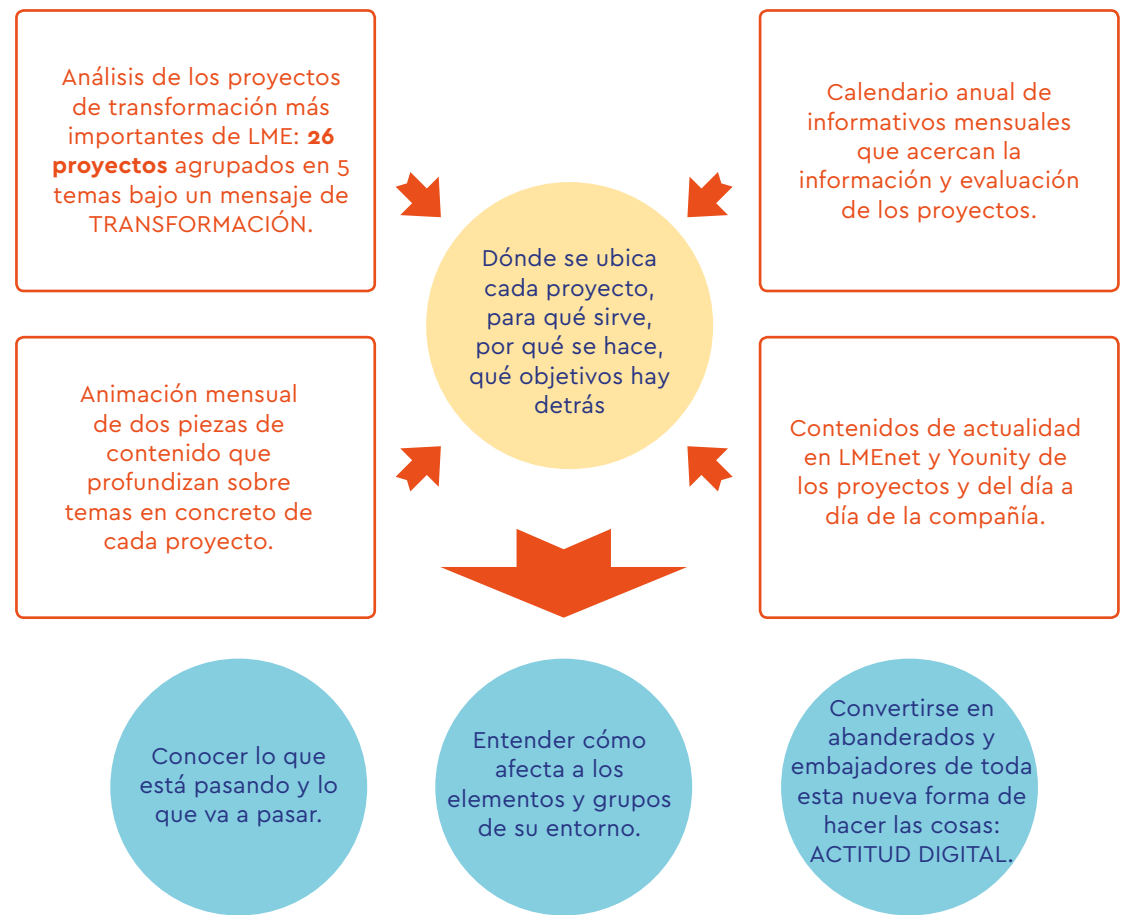 Análisis de los proyectos
de transformación más
importantes de LME: 26
proyectos agrupados en 5
temas bajo un mensaje de
TRANSFORMACIÓN.
Calendario anual de
informativos mensuales
que acercan la
información y evaluación
de los proyectos.
Dónde se ubica
cada proyecto,
para qué sirve,
por qué se hace,
qué objetivos hay
detrás
Animación mensual
de dos piezas de
contenido que
profundizan sobre
temas en concreto de
cada proyecto.
Contenidos de actualidad
en LMEnet y Younity de
los proyectos y del día a
día de la compañía.
Conocer lo que
está pasando y lo
que va a pasar.
Entender cómo
afecta a los
elementos y grupos
de su entorno.
Convertirse en
abanderados y
embajadores de toda
esta nueva forma de
hacer las cosas:
ACTITUD DIGITAL.